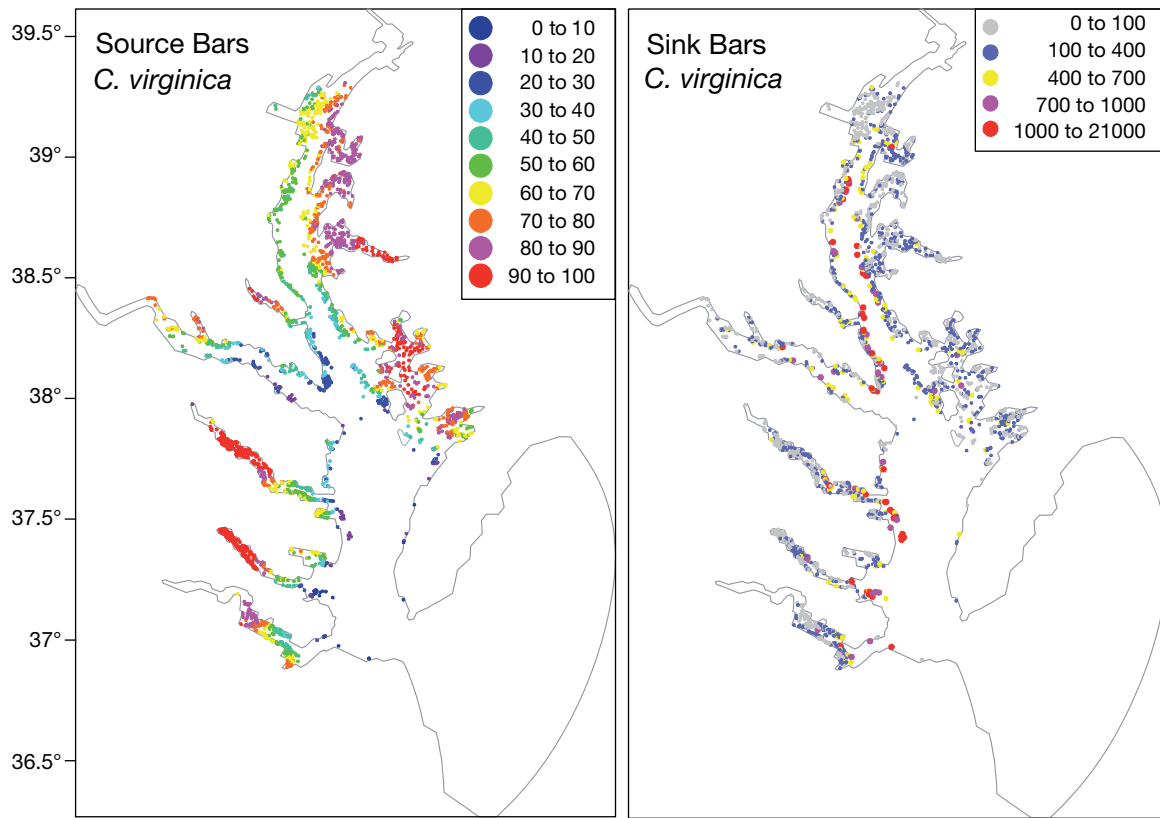 Source Bars
C. virginica
0 to 10
10 to 20
20 to 30
30 to 40
40 to 50
50 to 60
60 to 70
70 to 80
80 to 90
90 to 100
Sink Bars
C. virginica
0 to 100
100 to 400
400 to 700
700 to 1000
1000 to 21000
39.5°
39°
38.5°
38°
37.5°
37°
36.5°